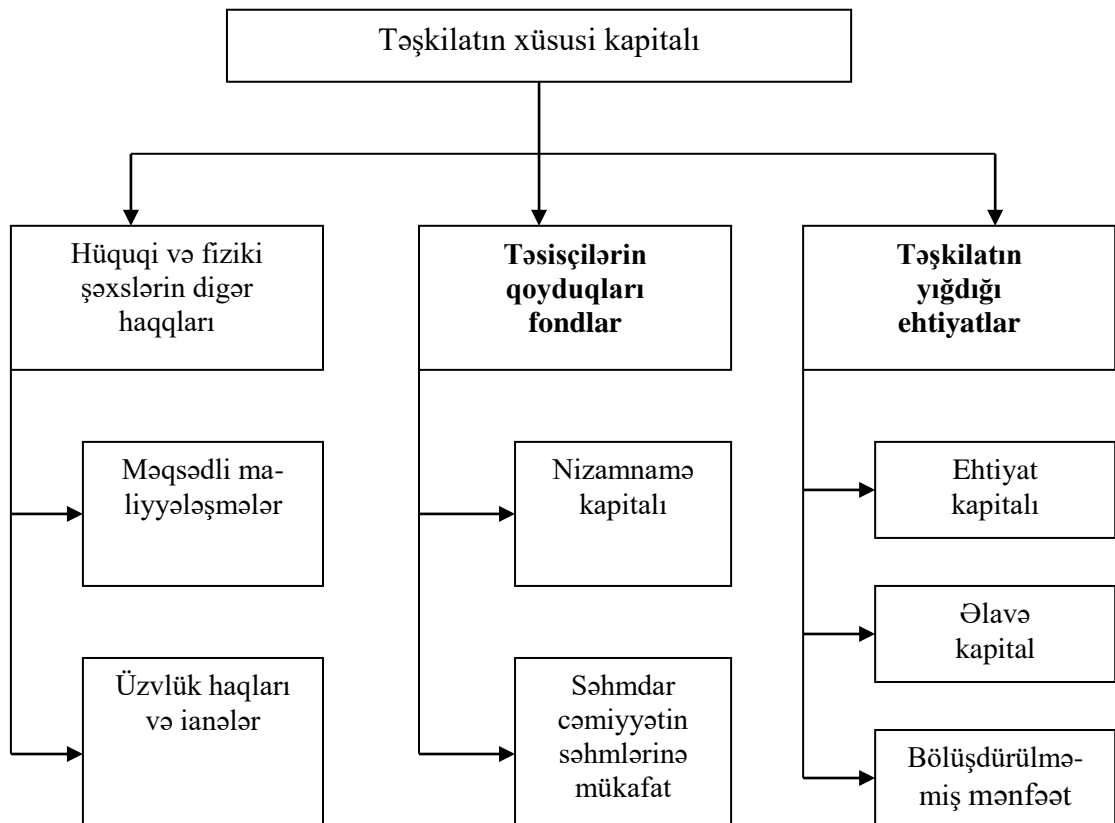 Təşkilatın xüsusi kapitalı
Hüquqi və fiziki
şəxslərin digər
haqqları
Təsisçilərin
qoyduqları
fondlar
Təşkilatın
yığdığı
ehtiyatlar
Məqsədli ma-
liyyələşmələr
Nizamnamə
kapitalı
Ehtiyat
kapitalı
Əlavə
kapital
Üzvlük haqları
və ianələr
Səhmdar
cəmiyyətin
səhmlərinə
mükafat
Bölüşdürülmə-
miş mənfəət